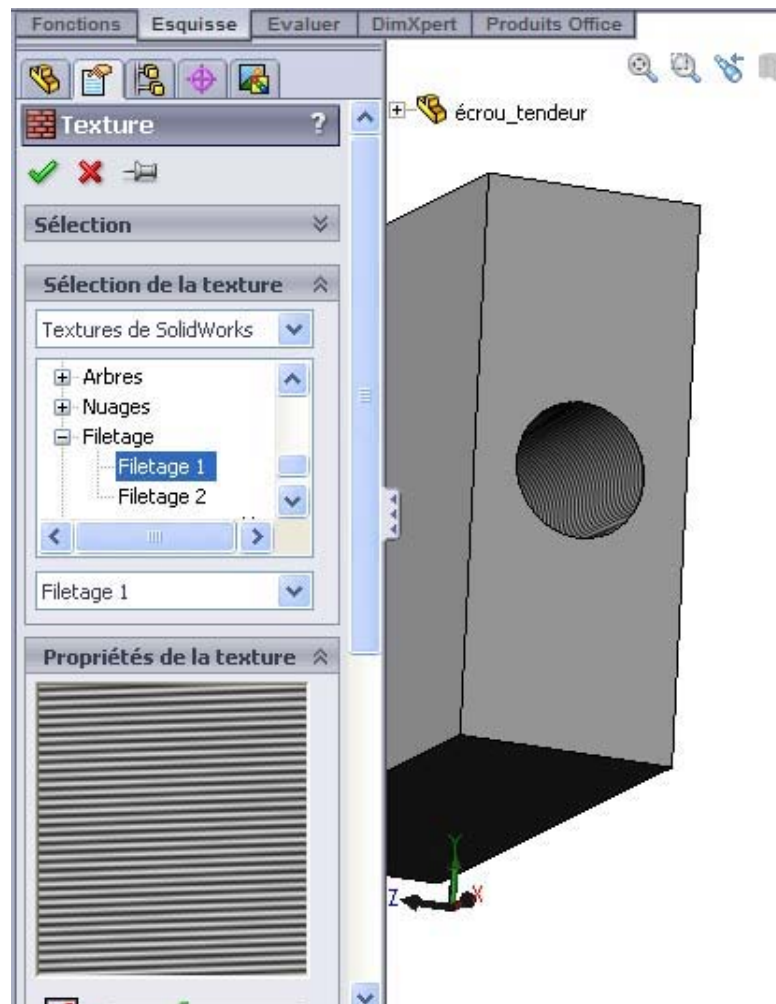 Fonctions Esquisse Evaluer DimXpert Produits Office
Texture ?
écrou_tendeur
Sélection
Sélection de la texture
Textures de SolidWorks
Arbres
Nuages
Filetage
Filetage 1
Filetage 2
Filetage 1
Propriétés de la texture
Y
Z X